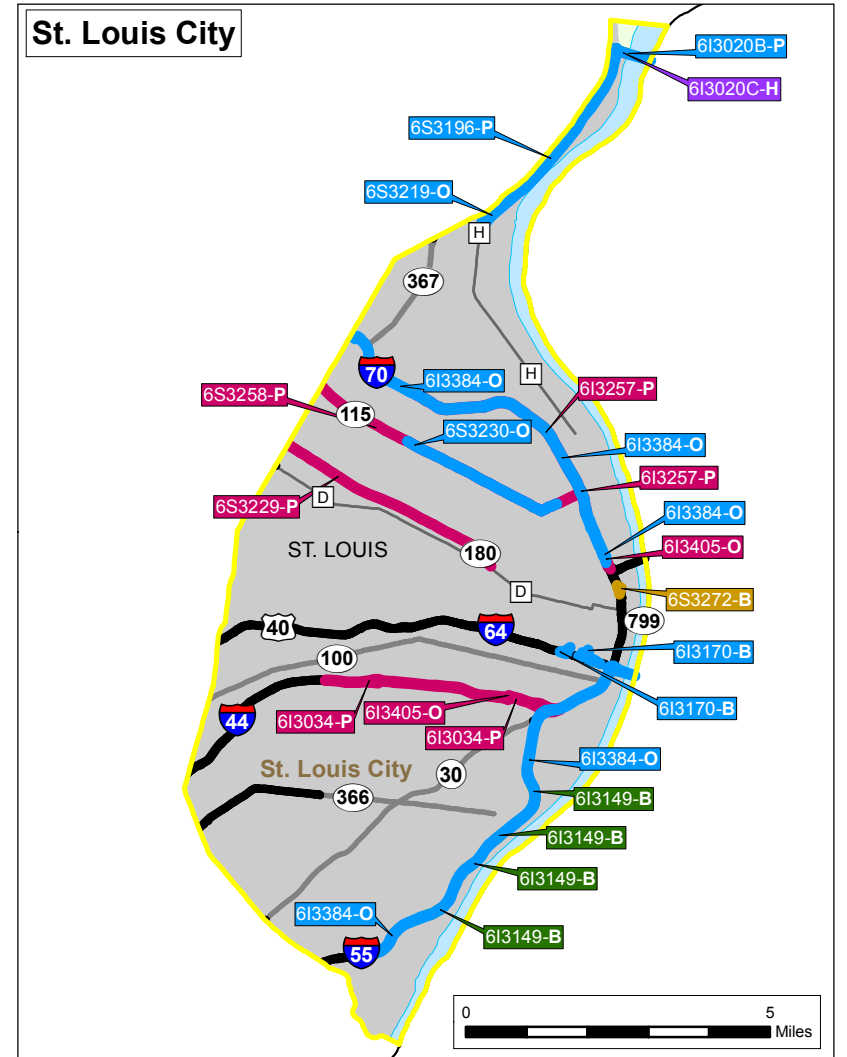 St. Louis City
6I3020B-P
6I3020C-H
6S3196-P
6S3219-O
H
367
70
6I3384-O
H
6I3257-P
6S3258-P
115
6S3230-O
6I3384-O
6I3257-P
6S3229-P
D
6I3384-O
ST. LOUIS
180
6I3405-O
D
6S3272-B
40
64
799
6I3170-B
100
6I3170-B
44
6I3034-P
6I3405-O
6I3034-P
6I3384-O
St. Louis City
30
366
6I3149-B
6I3149-B
6I3149-B
6I3384-O
6I3149-B
55
0 5
Miles